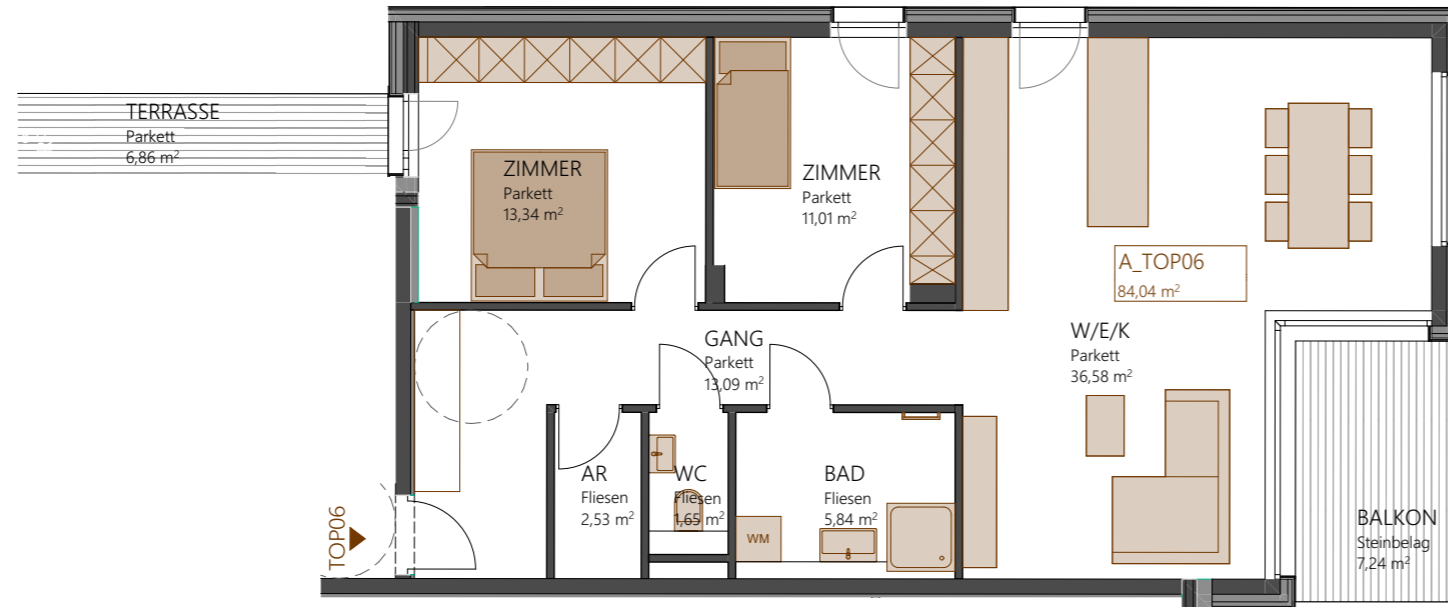 TERRASSE
Parkett
6,86 m²
ZIMMER
Parkett
13,34 m²
ZIMMER
Parkett
11,01 m²
A_TOP06
84,04 m²
GANG
Parkett
13,09 m²
W/E/K
Parkett
36,58 m²
AR
Fliesen
2,53 m²
WC
Fliesen
1,65 m²
BAD
Fliesen
5,84 m²
WM
TOP06
BALKON
Steinbelag
7,24 m²